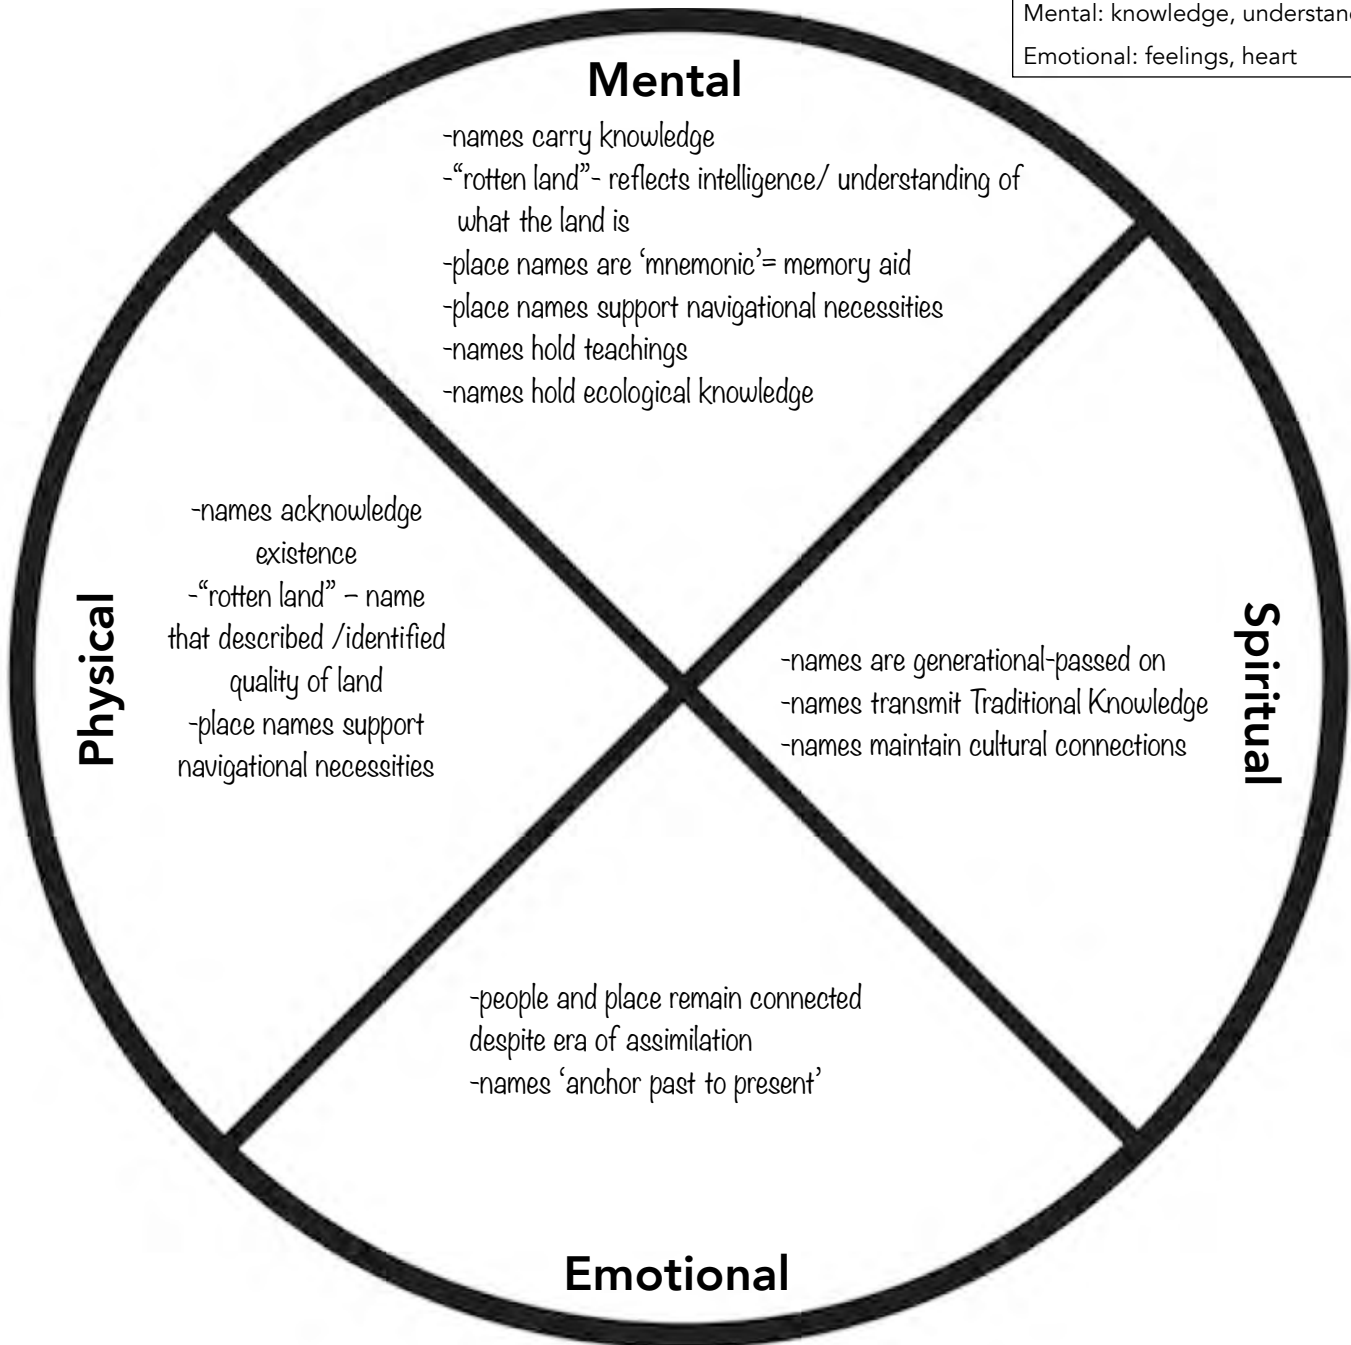 Mental: knowledge,
Emotional: feelings, heart
Mental
-names carry knowledge
-“rotten land”- reflects intelligence/ understanding of
what the land is
-place names are ‘mnemonic’= memory aid
-place names support navigational necessities
-names hold teachings
-names hold ecological knowledge
Physical
-names acknowledge
existence
-“rotten land” – name
that described /identified
quality of land
-place names support
navigational necessities
-names are generational-passed on
-names transmit Traditional Knowledge
-names maintain cultural connections
Spiritual
-people and place remain connected
despite era of assimilation
-names ‘anchor past to present’
Emotional